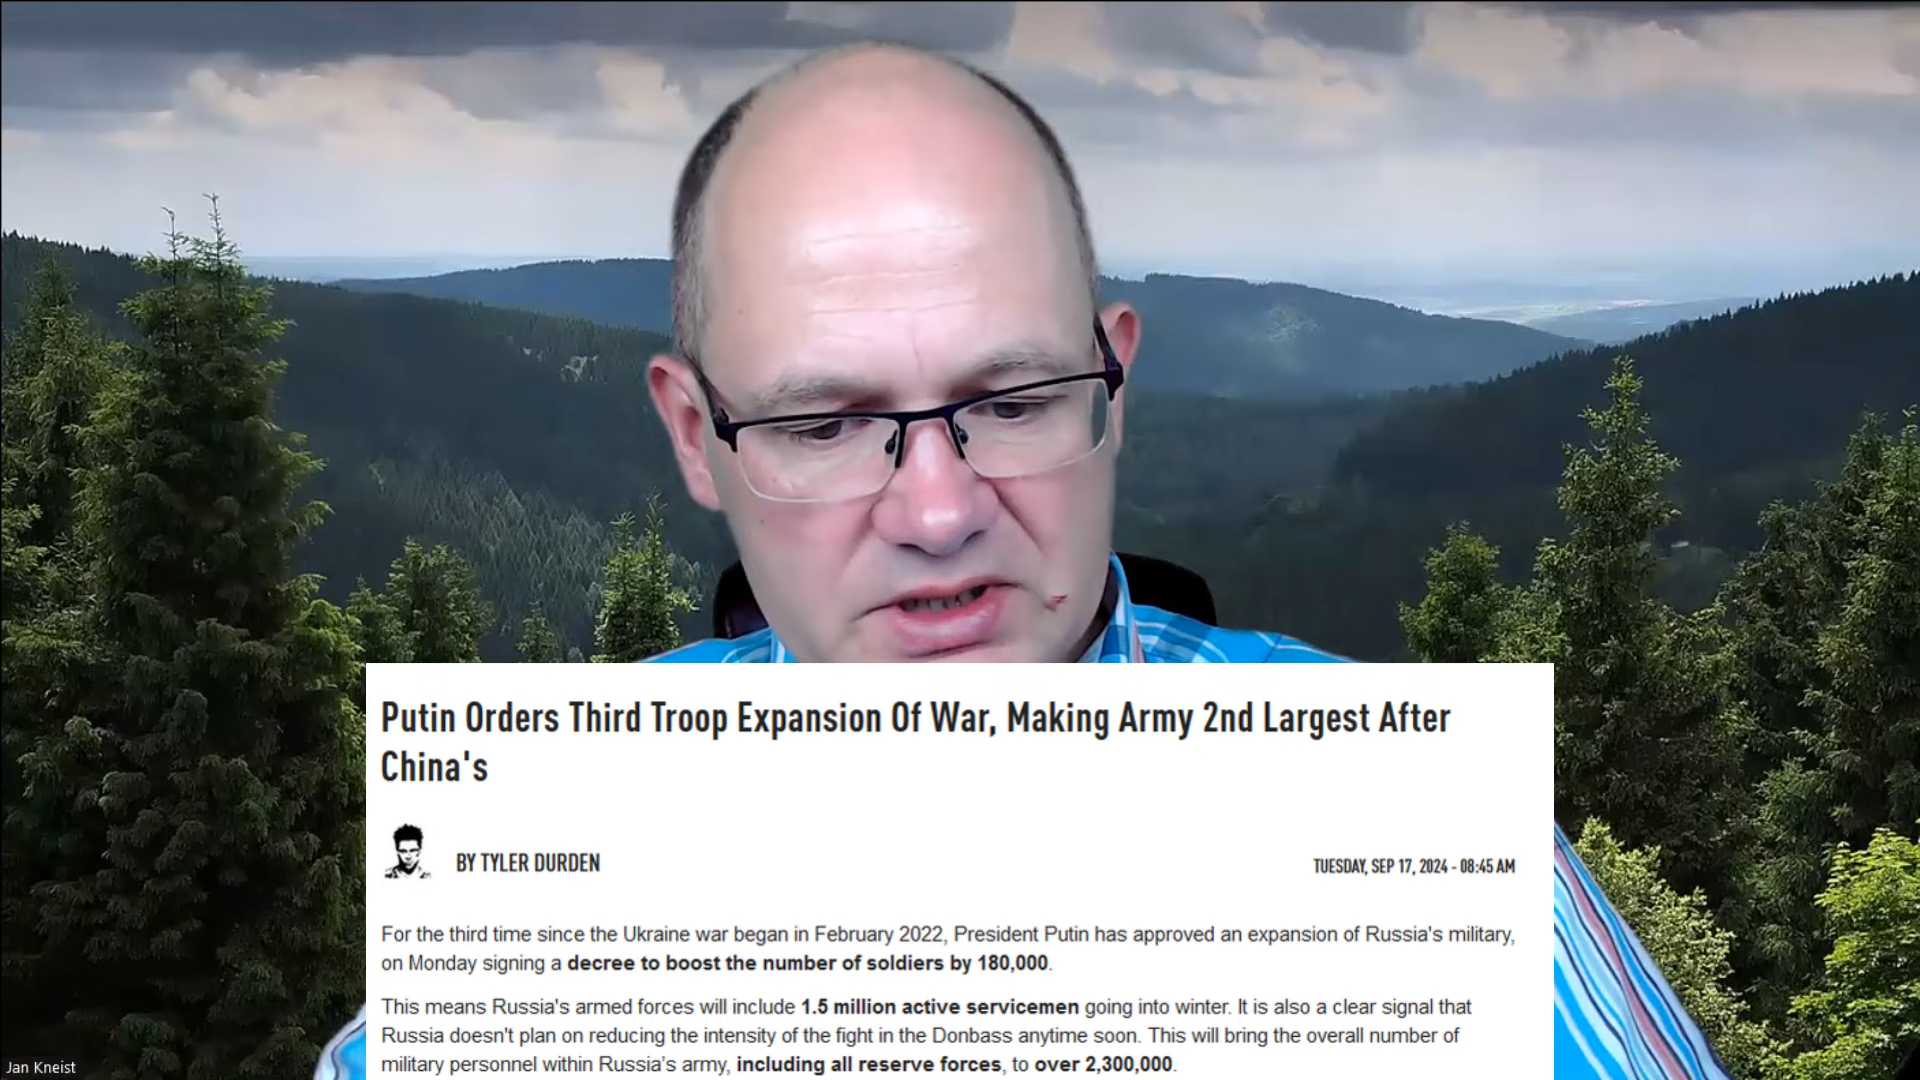 Putin Orders Third Troop Expansion Of War, Making Army 2nd Largest After
China's
BY TYLER DURDEN
TUESDAY, SEP 17, 2024 - 08:45 AM
For the third time since the Ukraine war began in February 2022, President Putin has approved an expansion of Russia's military,
on Monday signing a decree to boost the number of soldiers by 180,000.
This means Russia's armed forces will include 1.5 million active servicemen going into winter. It is also a clear signal that
Russia doesn't plan on reducing the intensity of the fight in the Donbass anytime soon. This will bring the overall number of
military personnel within Russia's army, including all reserve forces, to over 2,300,000.
Jan Kneist